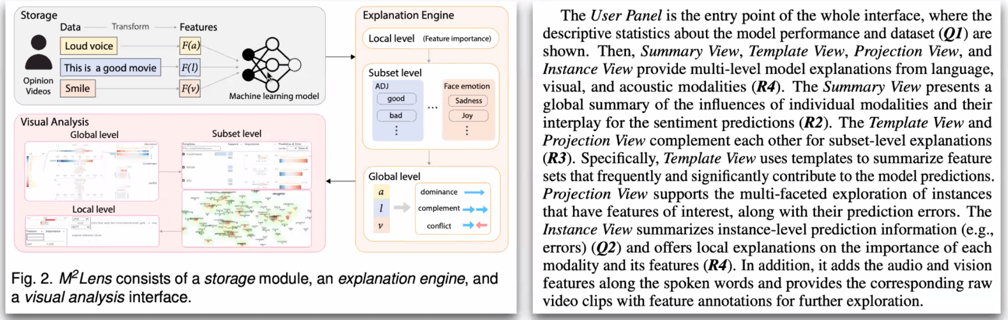 Storage
Data Transform Features
Loud voice F(a)
This is a good movie F(l)
Smile F(v)
Opinion
Videos
Machine learning model
Explanation Engine
Local level (Feature importance)
Subset level
ADJ
good
bad
⋮
...
Face emotion
Sadness
Joy
⋮
Global level
a dominance
l complement
v conflict
Visual Analysis
Global level
Subset level
Local level
Fig. 2. M²Lens consists of a storage module, an explanation engine, and
a visual analysis interface.
The User Panel is the entry point of the whole interface, where the
descriptive statistics about the model performance and dataset (Q1) are
shown. Then, Summary View, Template View, Projection View, and
Instance View provide multi-level model explanations from language,
visual, and acoustic modalities (R4). The Summary View presents a
global summary of the influences of individual modalities and their
interplay for the sentiment predictions (R2). The Template View and
Projection View complement each other for subset-level explanations
(R3). Specifically, Template View uses templates to summarize feature
sets that frequently and significantly contribute to the model predictions.
Projection View supports the multi-faceted exploration of instances
that have features of interest, along with their prediction errors. The
Instance View summarizes instance-level prediction information (e.g.,
errors) (Q2) and offers local explanations on the importance of each
modality and its features (R4). In addition, it adds the audio and vision
features along the spoken words and provides the corresponding raw
video clips with feature annotations for further exploration.